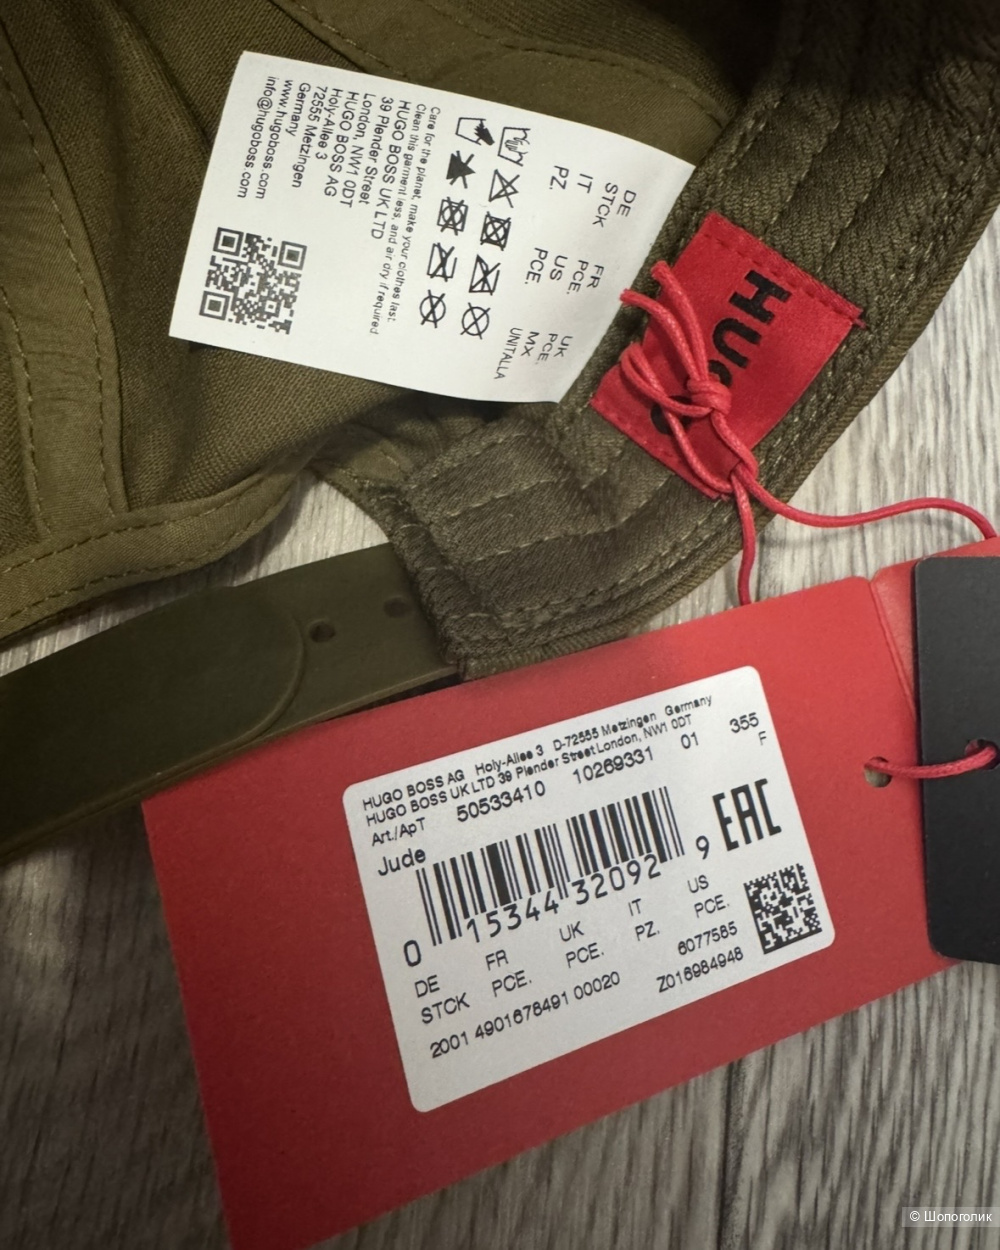 DE FR UK
STCK PCE. PCE.
IT US MX
PZ. PCE. UNITALLA
Care for the planet, make your clothes last.
Clean this garment less, and air dry if required
HUGO BOSS UK LTD
39 Plender Street
London, NW1 0DT
HUGO BOSS AG
Holy-Allee 3
72555 Metzingen
Germany
www.hugoboss.com
info@hugoboss.com
HUGO
HUGO BOSS AG Holy-Allee 3 D-72555 Metzingen Germany
HUGO BOSS UK LTD 39 Plender Street London, NW1 0DT
Art./ApT 50533410 10269331 01 355
F
Jude
EAC
0 15344 32092 9
DE FR UK IT US
STCK PCE. PCE. PZ. PCE.
6077585
2001 4901678491 00020 Z016984948
© Шопоголик